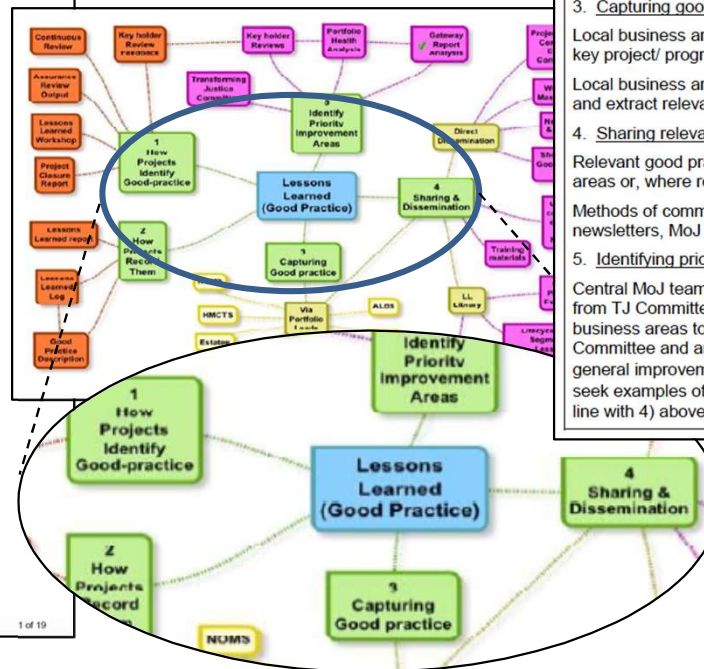 Continuous
Review
Key holder
Review
Feedback
Key holder
Reviews
Portfolio
Health
Analysis
Gateway
Report
Analysis
Assurance
Review
Output
Transforming
Justice
Lessons
Learned
Workshop
Project
Closure
Report
1
How
Projects
Identify
Good-practice
5
Identify
Priority
Improvement
Areas
Direct
Dissemination
Lessons
Learned
(Good Practice)
4
Sharing &
Dissemination
Lessons
Learned report
2
How
Projects
Record
Them
3
Capturing
Good practice
Training
materials
Lessons
Learned
Log
Good
Practice
Description
HMCTS
Estates
Via
Portfolio
ALDs
LL
Library
3. Capturing goo
Local business ar
key project/ progr
Local business ar
and extract releva
4. Sharing releva
Relevant good pra
areas or, where re
Methods of comm
newsletters, MoJ
5. Identifying prio
Central MoJ team
from TJ Committe
business areas to
Committee and ar
general improvem
seek examples of
line with 4) above
1
How
Projects
Identify
Good-practice
Identify
Priority
Improvement
Areas
Lessons
Learned
(Good Practice)
4
Sharing &
Dissemination
2
How
Projects
Record
3
Capturing
Good practice
NOMS
1 of 19